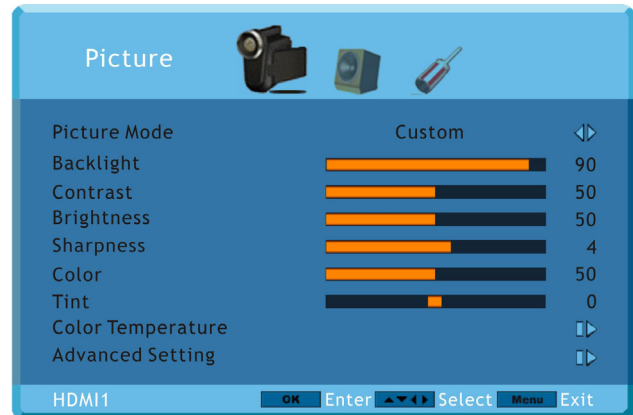 Picture
Picture Mode Custom
Backlight 90
Contrast 50
Brightness 50
Sharpness 4
Color 50
Tint 0
Color Temperature
Advanced Setting
HDMI1 OK Enter Select Menu Exit